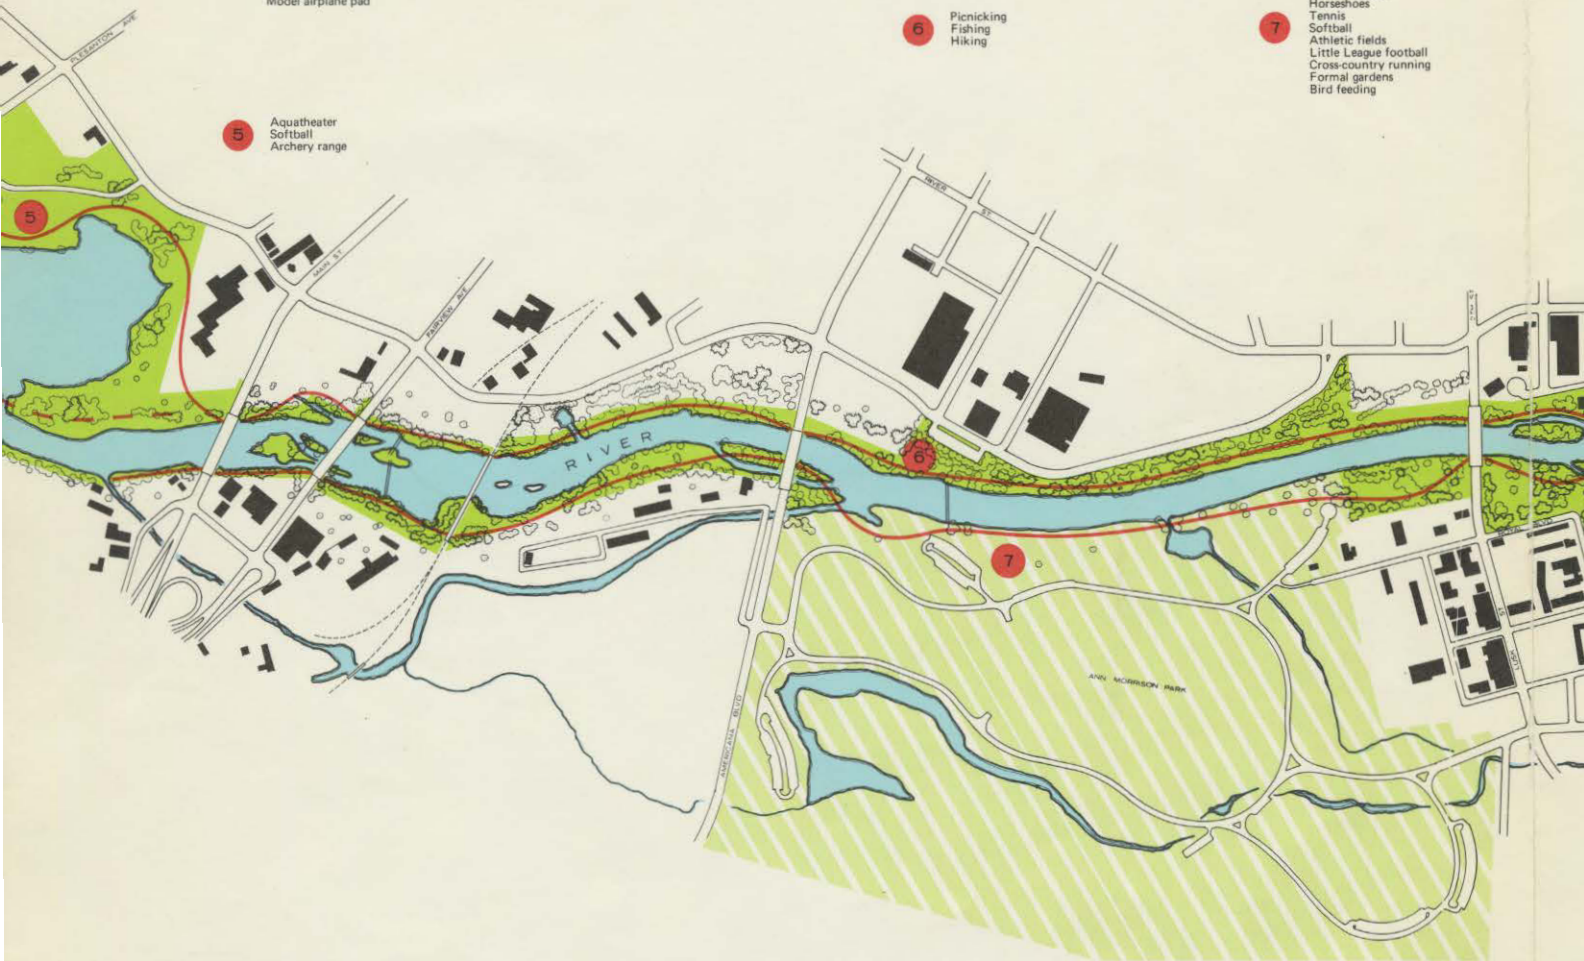 Model airplane pad
6
Picnicking
Fishing
Hiking
7
Horseshoes
Tennis
Softball
Athletic fields
Little League football
Cross-country running
Formal gardens
Bird feeding
PLESANTON AVE.
5
Aquatheater
Softball
Archery range
5
MAIN ST.
FAIRVIEW AVE.
RIVER ST.
RIVER
6
7
ANN MORRISON PARK
AMERICANA BLVD